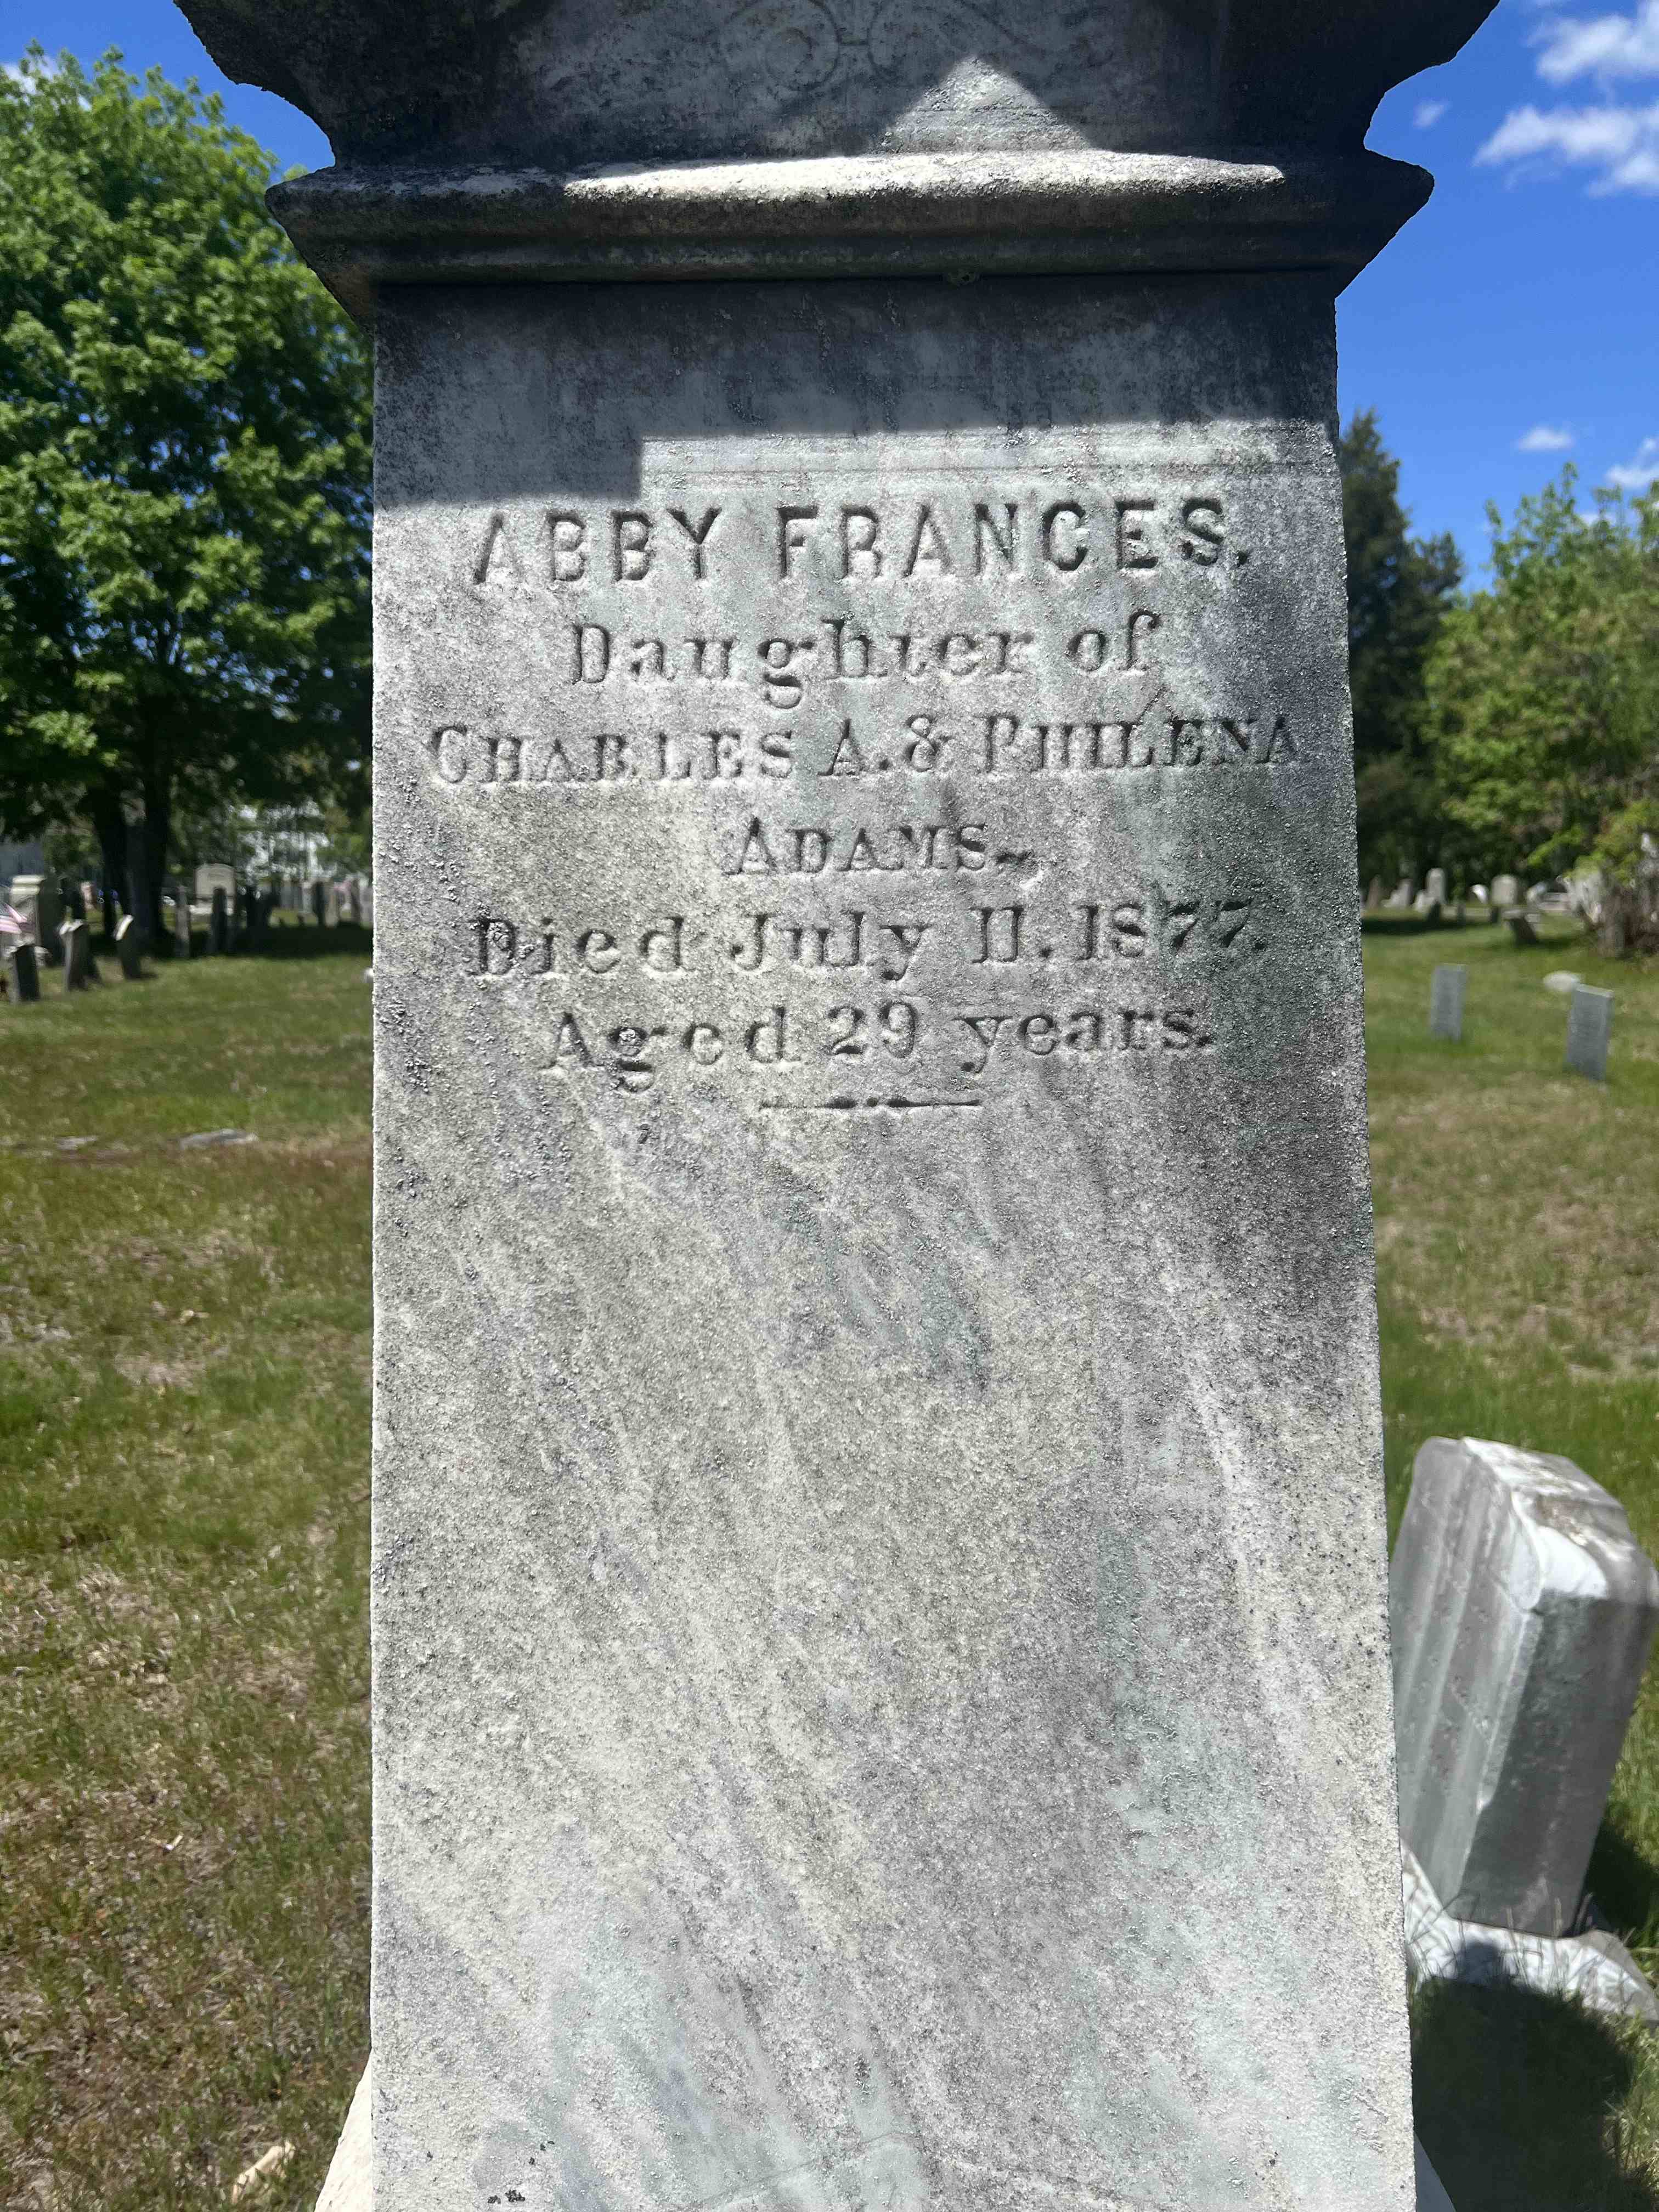 ABBY FRANCES,
Daughter of
CHARLES A. & PHILENA
ADAMS.
Died July 11, 1877.
Aged 29 years.